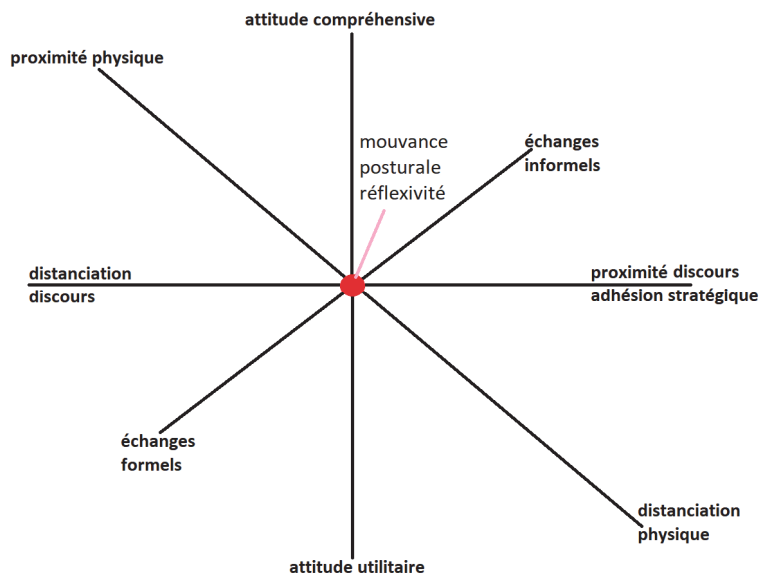 attitude compréhensive
proximité physique
mouvance
posturale
réflexivité
échanges
informels
distanciation
discours
proximité discours
adhésion stratégique
échanges
formels
distanciation
physique
attitude utilitaire